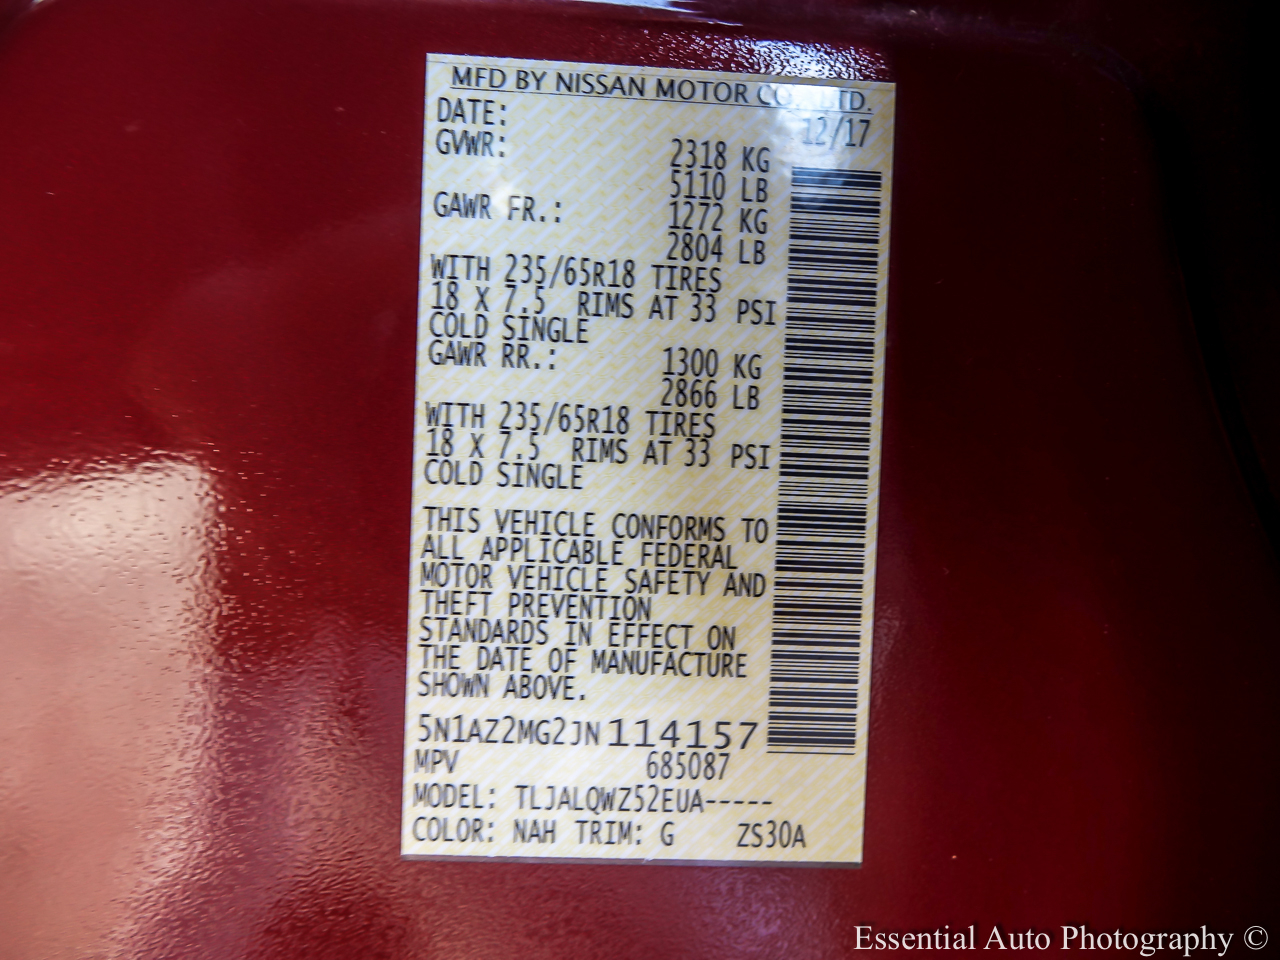 MFD BY NISSAN MOTOR CO., LTD.
DATE: 12/17
GVWR: 2318 KG
5110 LB
GAWR FR.: 1272 KG
2804 LB
WITH 235/65R18 TIRES
18 X 7.5 RIMS AT 33 PSI
COLD SINGLE
GAWR RR.: 1300 KG
2866 LB
WITH 235/65R18 TIRES
18 X 7.5 RIMS AT 33 PSI
COLD SINGLE
THIS VEHICLE CONFORMS TO
ALL APPLICABLE FEDERAL
MOTOR VEHICLE SAFETY AND
THEFT PREVENTION
STANDARDS IN EFFECT ON
THE DATE OF MANUFACTURE
SHOWN ABOVE.
5N1AZ2MG2JN114157
MPV 685087
MODEL: TLJALQWZ52EUA-----
COLOR: NAH TRIM: G ZS30A
Essential Auto Photography ©